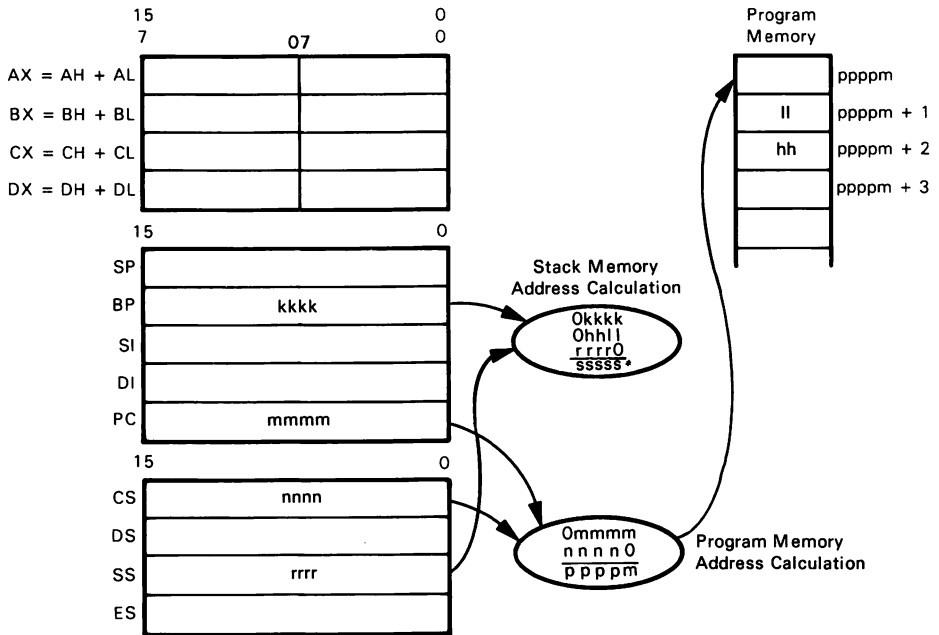 15 0
7 07 0
AX = AH + AL
BX = BH + BL
CX = CH + CL
DX = DH + DL
15 0
SP
BP kkkk
SI
DI
PC mmmm
15 0
CS nnnn
DS
SS rrrr
ES
Stack Memory
Address Calculation
0kkkk
0hhll
rrrr0
sssss*
0mmmm
nnnn0
ppppm
Program Memory
Address Calculation
Program
Memory
ppppm
ll ppppm + 1
hh ppppm + 2
ppppm + 3